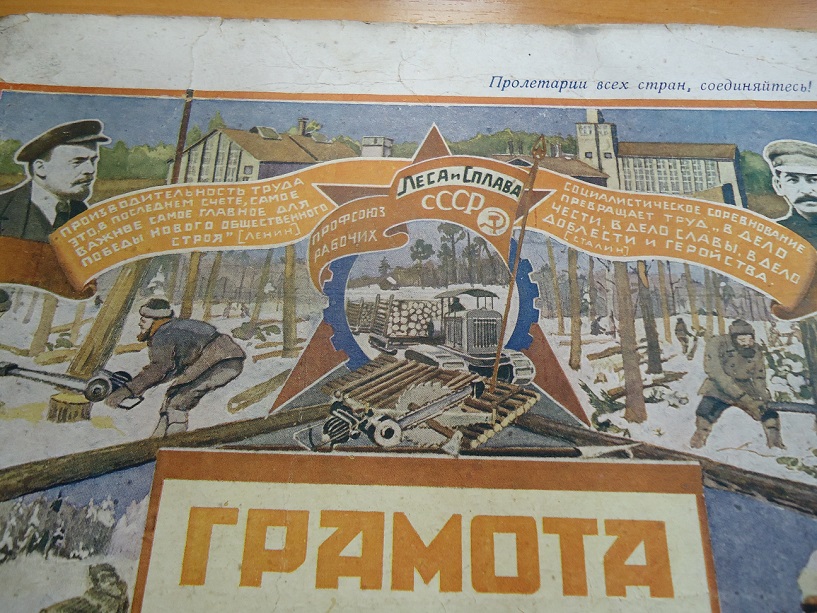 Пролетарии всех стран, соединяйтесь!
ПРОИЗВОДИТЕЛЬНОСТЬ ТРУДА
ЭТО, В ПОСЛЕДНЕМ СЧЕТЕ, САМОЕ
ВАЖНОЕ САМОЕ ГЛАВНОЕ ДЛЯ
ПОБЕДЫ НОВОГО ОБЩЕСТВЕННОГО
СТРОЯ" [ЛЕНИН]
ПРОФСОЮЗ
РАБОЧИХ
ЛЕСА И СПЛАВА
СССР
СОЦИАЛИСТИЧЕСКОЕ СОРЕВНОВАНИЕ
ПРЕВРАЩАЕТ ТРУД „В ДЕЛО
ЧЕСТИ, В ДЕЛО СЛАВЫ, В ДЕЛО
ДОБЛЕСТИ И ГЕРОЙСТВА."
[СТАЛИН]
ГРАМОТА